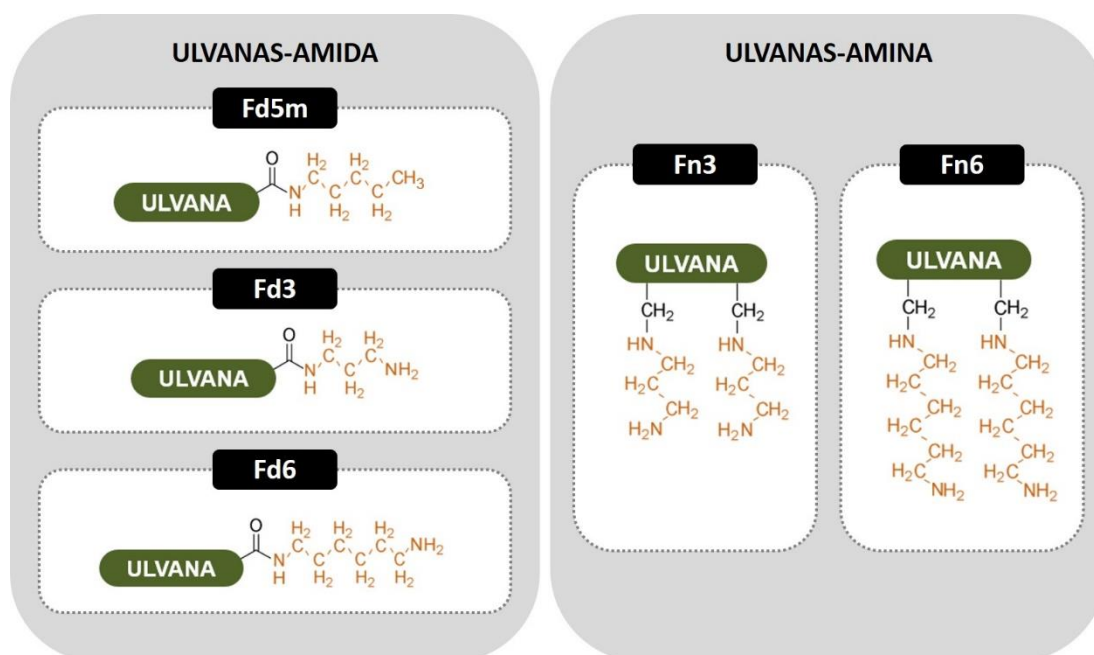 ULVANAS-AMIDA
Fd5m
O
H₂ H₂
C C CH₃
ULVANA N C C
H H₂ H₂
Fd3
O
H₂ H₂
C C
ULVANA N C NH₂
H H₂
Fd6
O
H₂ H₂ H₂ NH₂
C C C
ULVANA N C C C
H H₂ H₂ H₂
ULVANAS-AMINA
Fn3
ULVANA
CH₂ CH₂
HN HN
CH₂ CH₂
H₂C H₂C
CH₂ CH₂
H₂N H₂N
Fn6
ULVANA
CH₂ CH₂
HN HN
CH₂ CH₂
H₂C H₂C
CH₂ CH₂
H₂C H₂C
CH₂ CH₂
H₂C H₂C
NH₂ NH₂